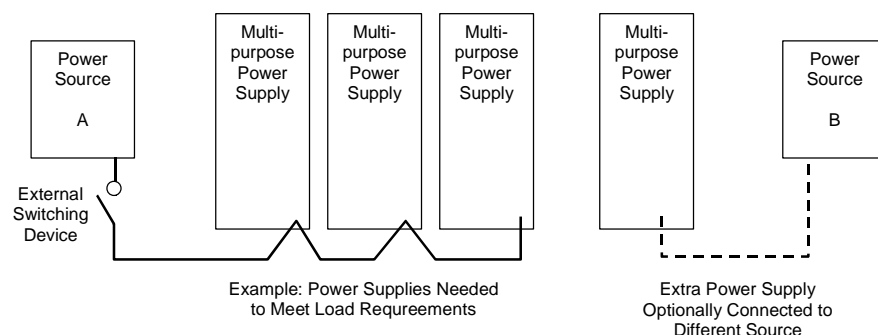 Power
Source
A
Multi-
purpose
Power
Supply
Multi-
purpose
Power
Supply
Multi-
purpose
Power
Supply
Multi-
purpose
Power
Supply
Power
Source
B
External
Switching
Device
Example: Power Supplies Needed
to Meet Load Requreements
Extra Power Supply
Optionally Connected to
Different Source